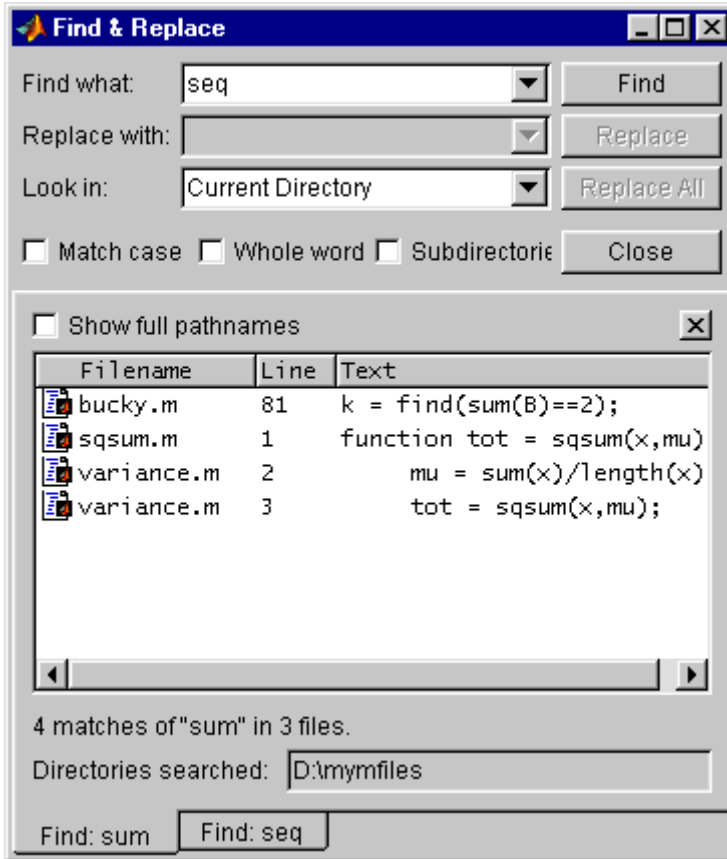 Find & Replace
Find what: seq Find
Replace with: Replace
Look in: Current Directory Replace All
Match case Whole word Subdirectorie Close
Show full pathnames
Filename Line Text
bucky.m 81 k = find(sum(B)==2);
sqsum.m 1 function tot = sqsum(x,mu)
variance.m 2 mu = sum(x)/length(x)
variance.m 3 tot = sqsum(x,mu);
4 matches of "sum" in 3 files.
Directories searched: D:\mymfiles
Find: sum Find: seq